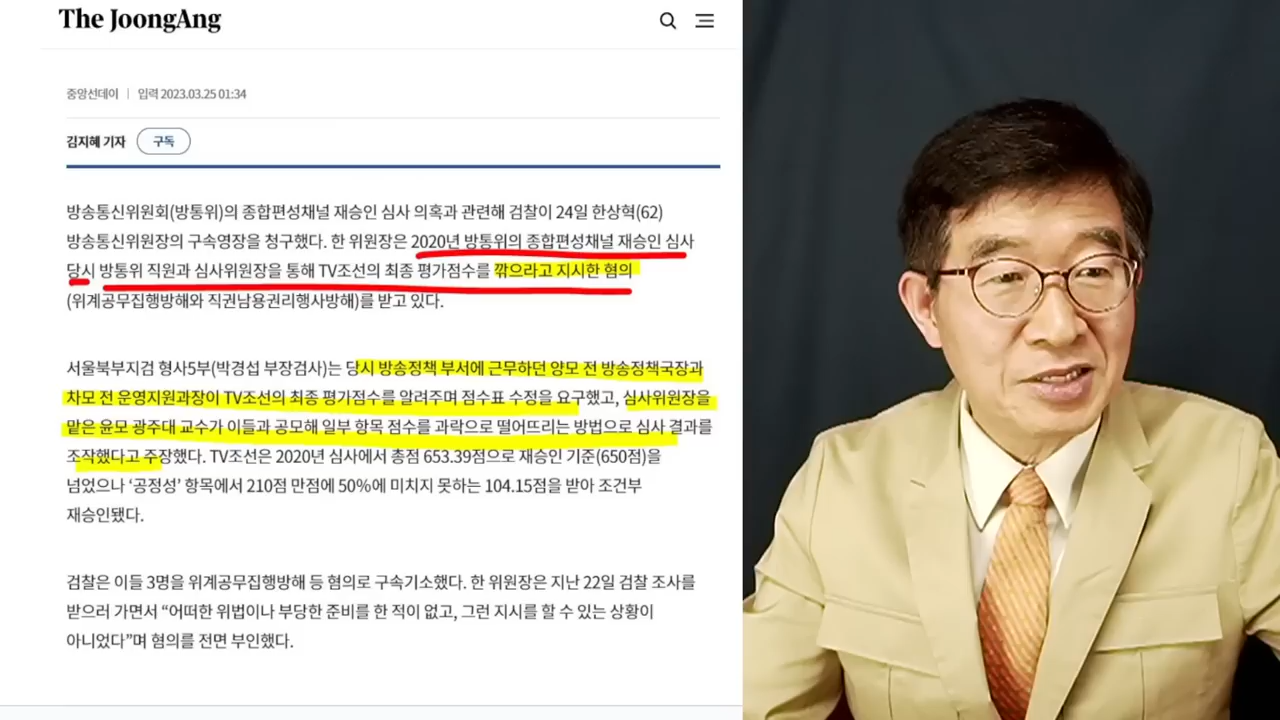 The JoongAng
중앙선데이 | 입력 2023.03.25 01:34
김지혜 기자 구독
방송통신위원회(방통위)의 종합편성채널 재승인 심사 의혹과 관련해 검찰이 24일 한상혁(62)
방송통신위원장의 구속영장을 청구했다. 한 위원장은 2020년 방통위의 종합편성채널 재승인 심사
당시 방통위 직원과 심사위원장을 통해 TV조선의 최종 평가점수를 깎으라고 지시한 혐의
(위계공무집행방해와 직권남용권리행사방해)를 받고 있다.
서울북부지검 형사5부(박경섭 부장검사)는 당시 방송정책 부서에 근무하던 양모 전 방송정책국장과
차모 전 운영지원과장이 TV조선의 최종 평가점수를 알려주며 점수표 수정을 요구했고, 심사위원장을
맡은 윤모 광주대 교수가 이들과 공모해 일부 항목 점수를 과락으로 떨어뜨리는 방법으로 심사 결과를
조작했다고 주장했다. TV조선은 2020년 심사에서 총점 653.39점으로 재승인 기준(650점)을
넘었으나 ‘공정성’ 항목에서 210점 만점에 50%에 미치지 못하는 104.15점을 받아 조건부
재승인됐다.
검찰은 이들 3명을 위계공무집행방해 등 혐의로 구속기소했다. 한 위원장은 지난 22일 검찰 조사를
받으러 가면서 “어떠한 위법이나 부당한 준비를 한 적이 없고, 그런 지시를 할 수 있는 상황이
아니었다”며 혐의를 전면 부인했다.